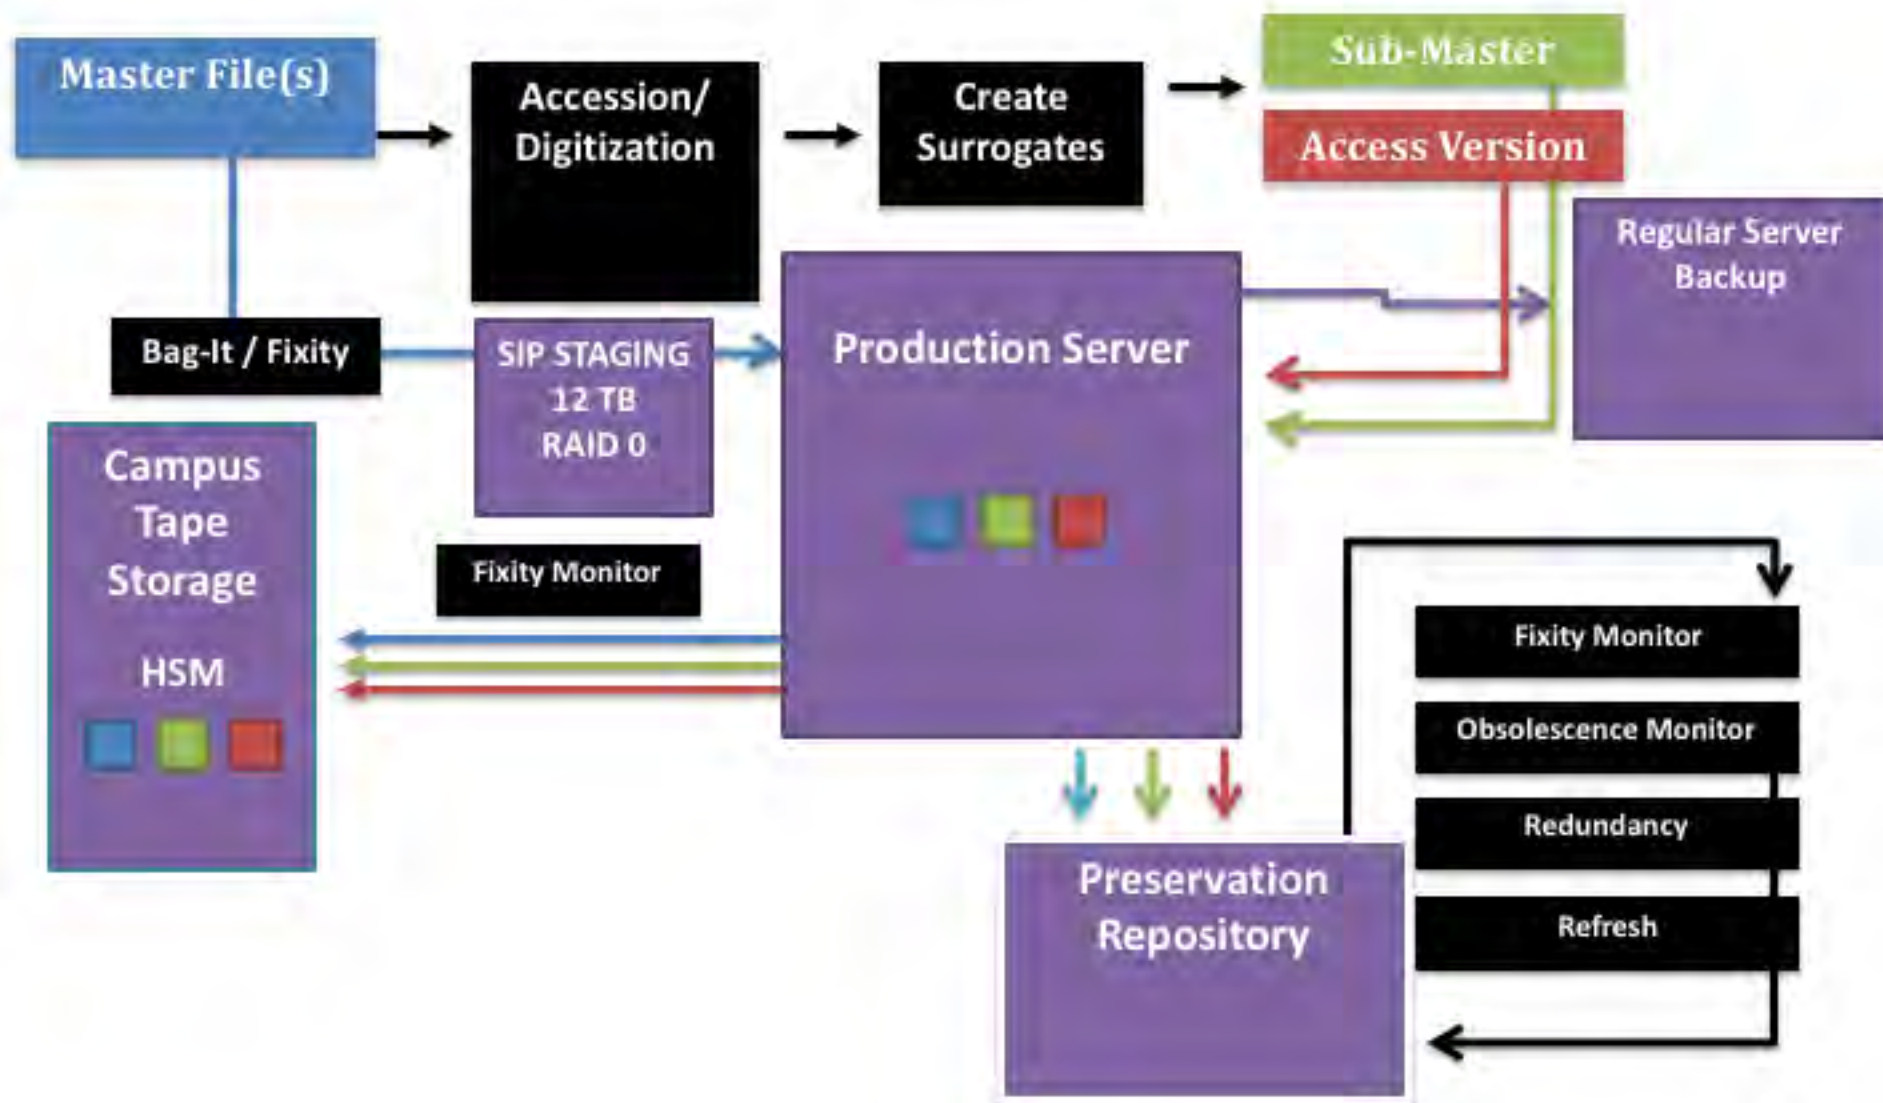 Master File(s)
Accession/
Digitization
Create
Surrogates
Sub-Master
Access Version
Regular Server
Backup
Bag-It / Fixity
SIP STAGING
12 TB
RAID 0
Production Server
Campus
Tape
Storage
HSM
Fixity Monitor
Fixity Monitor
Obsolescence Monitor
Redundancy
Refresh
Preservation
Repository